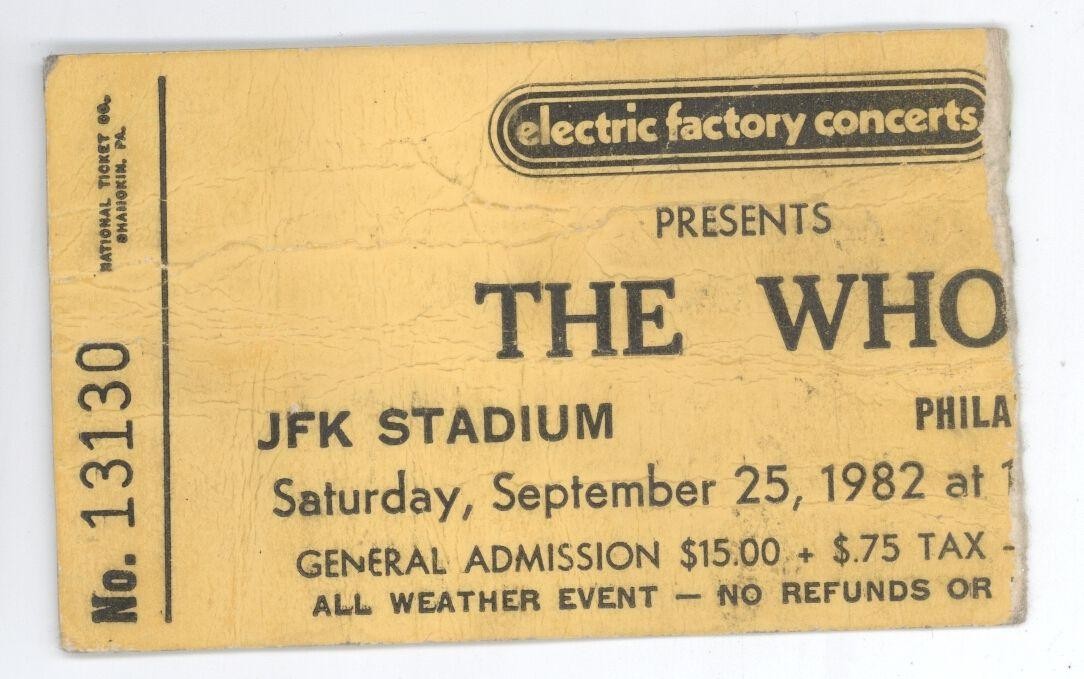 NATIONAL TICKET CO.
SHAMOKIN, PA.
No. 13130
electric factory concerts
PRESENTS
THE WHO
JFK STADIUM PHILA
Saturday, September 25, 1982 at
GENERAL ADMISSION $15.00 + $.75 TAX -
ALL WEATHER EVENT — NO REFUNDS OR